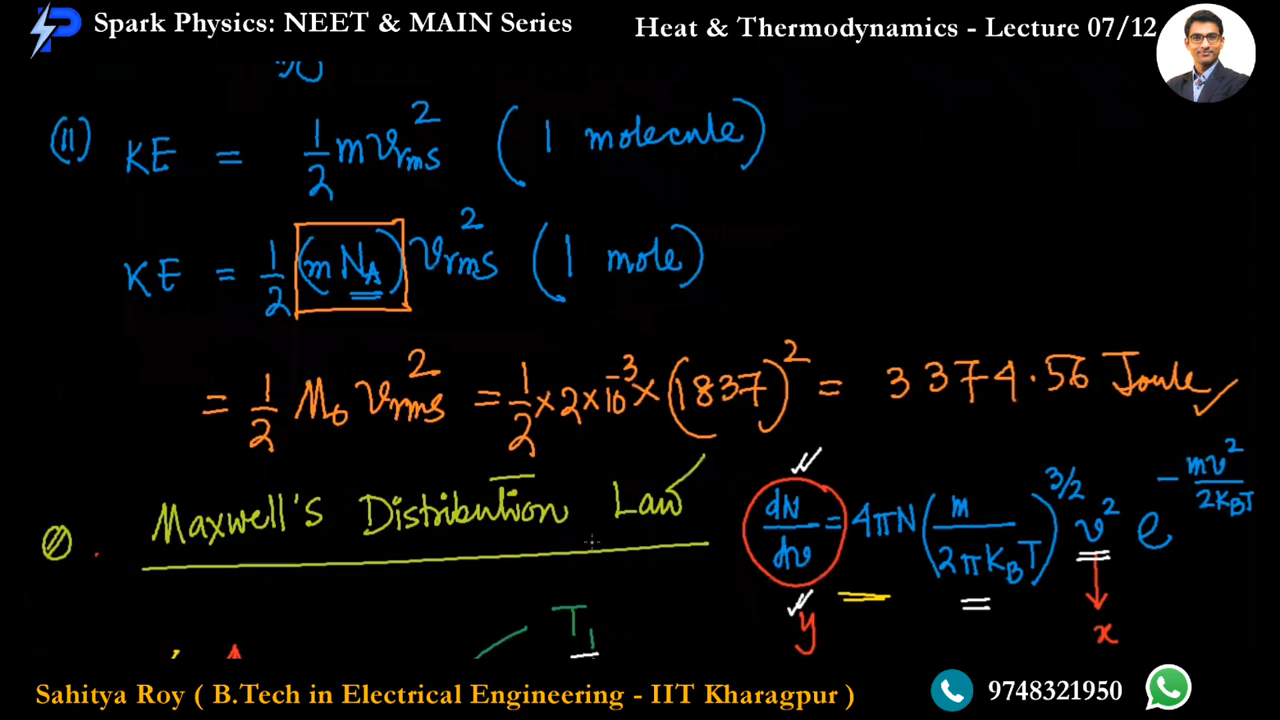 Spark Physics: NEET & MAIN Series
Heat & Thermodynamics - Lecture 07/12
(II) KE = 1/2 m v_rms^2 (1 molecule)
KE = 1/2 (m N_A) v_rms^2 (1 mole)
= 1/2 M_0 v_rms^2 = 1/2 × 2 × 10^-3 × (1837)^2 = 3374.56 Joule
Maxwell's Distribution Law dN/dv = 4πN (m/2πK_BT)^3/2 v^2 e^-mv^2/2K_BT
y x
T_1
Sahitya Roy ( B.Tech in Electrical Engineering - IIT Kharagpur )
9748321950